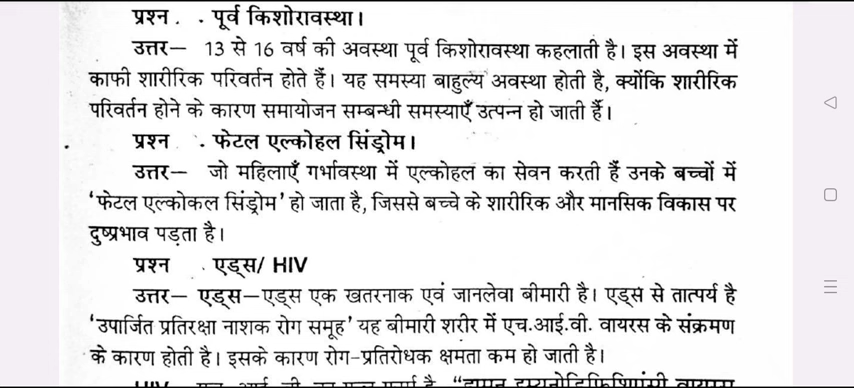 प्रश्न . . पूर्व किशोरावस्था।
उत्तर— 13 से 16 वर्ष की अवस्था पूर्व किशोरावस्था कहलाती है। इस अवस्था में
काफी शारीरिक परिवर्तन होते हैं। यह समस्या बाहुल्य अवस्था होती है, क्योंकि शारीरिक
परिवर्तन होने के कारण समायोजन सम्बन्धी समस्याएँ उत्पन्न हो जाती हैं।
प्रश्न . फेटल एल्कोहल सिंड्रोम।
उत्तर— जो महिलाएँ गर्भावस्था में एल्कोहल का सेवन करती हैं उनके बच्चों में
‘फेटल एल्कोकल सिंड्रोम’ हो जाता है, जिससे बच्चे के शारीरिक और मानसिक विकास पर
दुष्प्रभाव पड़ता है।
प्रश्न . एड्स/ HIV
उत्तर— एड्स—एड्स एक खतरनाक एवं जानलेवा बीमारी है। एड्स से तात्पर्य है
‘उपार्जित प्रतिरक्षा नाशक रोग समूह’ यह बीमारी शरीर में एच.आई.वी. वायरस के संक्रमण
के कारण होती है। इसके कारण रोग-प्रतिरोधक क्षमता कम हो जाती है।